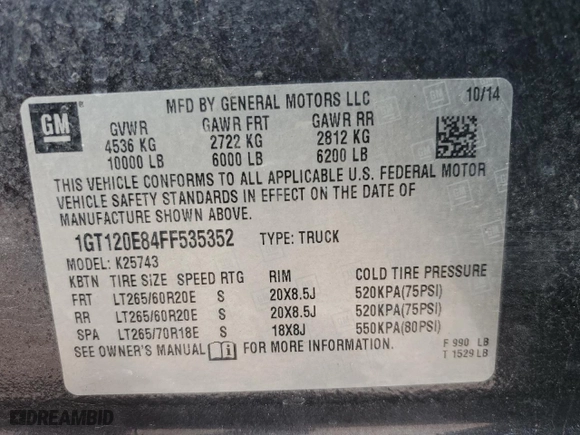 GM
MFD BY GENERAL MOTORS LLC 10/14
GVWR GAWR FRT GAWR RR
4536 KG 2722 KG 2812 KG
10000 LB 6000 LB 6200 LB
THIS VEHICLE CONFORMS TO ALL APPLICABLE U.S. FEDERAL MOTOR
VEHICLE SAFETY STANDARDS IN EFFECT ON THE DATE OF
MANUFACTURE SHOWN ABOVE.
1GT120E84FF535352 TYPE: TRUCK
MODEL: K25743
KBTN TIRE SIZE SPEED RTG RIM COLD TIRE PRESSURE
FRT LT265/60R20E S 20X8.5J 520KPA(75PSI)
RR LT265/60R20E S 20X8.5J 520KPA(75PSI)
SPA LT265/70R18E S 18X8J 550KPA(80PSI)
SEE OWNER'S MANUAL FOR MORE INFORMATION. F 990 LB
T 1529 LB
DREAMBID